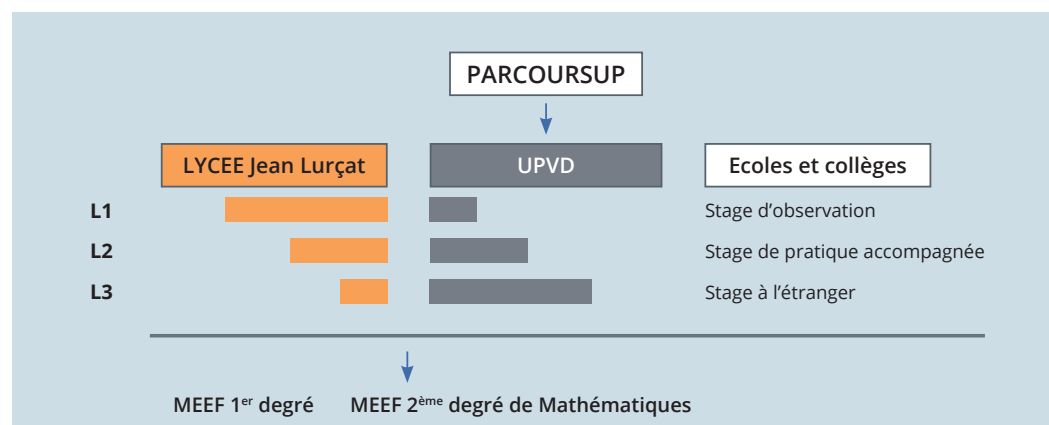 PARCOURSUP
LYCEE Jean Lurçat
UPVD
Ecoles et collèges
L1
Stage d'observation
L2
Stage de pratique accompagnée
L3
Stage à l'étranger
MEEF 1er degré
MEEF 2ème degré de Mathématiques